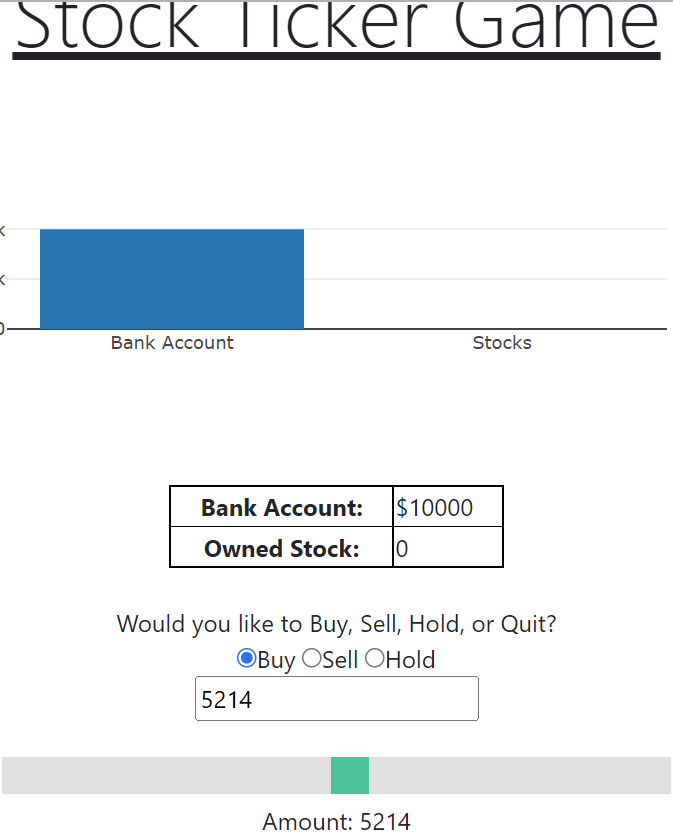 Stock Ticker Game
k
k
0
Bank Account Stocks
Bank Account: $10000
Owned Stock: 0
Would you like to Buy, Sell, Hold, or Quit?
Buy Sell Hold
5214
Amount: 5214